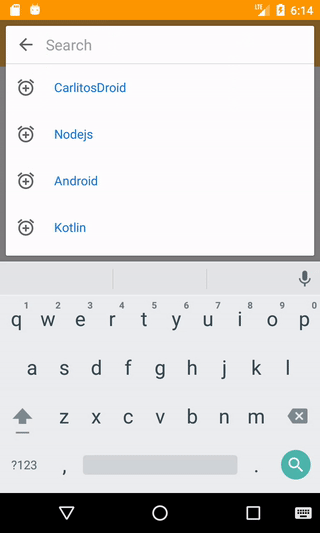 LTE 6:14
Search
CarlitosDroid
Nodejs
Android
Kotlin
1 2 3 4 5 6 7 8 9 0
q w e r t y u i o p
a s d f g h j k l
z x c v b n m
?123 , .